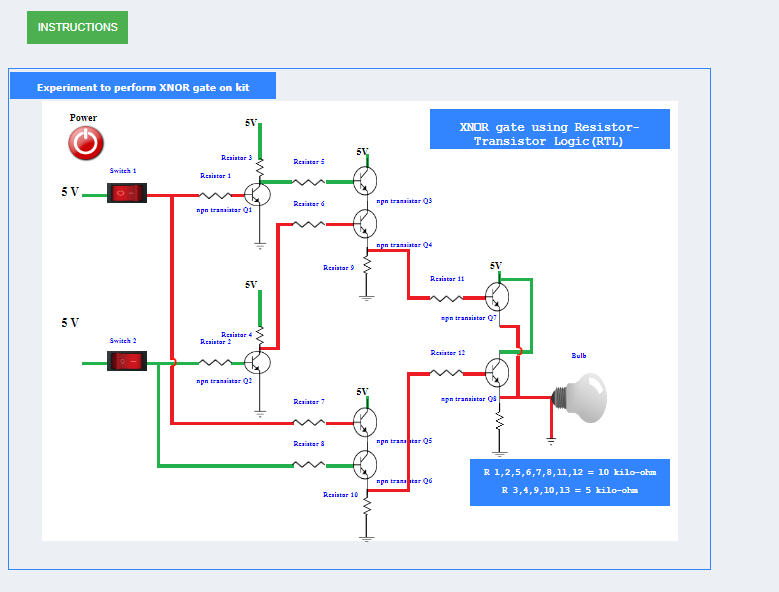 INSTRUCTIONS
Experiment to perform XNOR gate on kit
Power
XNOR gate using Resistor-
Transistor Logic(RTL)
5V
Resistor 3
Resistor 5
5V
Switch 1
Resistor 1
5 V
npn transistor Q1
Resistor 6
npn transistor Q3
npn transistor Q4
Resistor 9
5V
Resistor 11
5V
npn transistor Q7
5 V
Switch 2
Resistor 4
Resistor 2
npn transistor Q2
Resistor 12
Bulb
5V
Resistor 7
npn transistor Q8
Resistor 8
npn transistor Q5
npn transistor Q6
Resistor 10
R 1,2,5,6,7,8,11,12 = 10 kilo-ohm
R 3,4,9,10,13 = 5 kilo-ohm